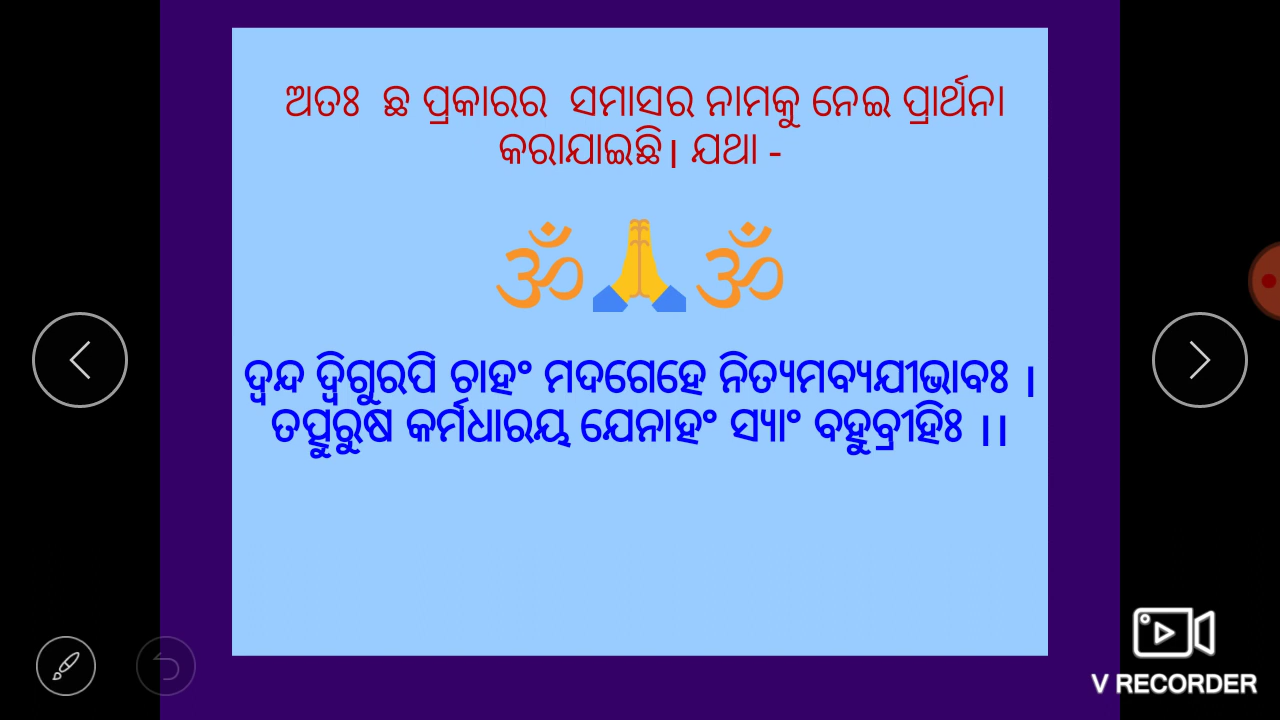 ଅତଃ ଛ ପ୍ରକାରର ସମାସର ନାମକୁ ନେଇ ପ୍ରାର୍ଥନା
କରାଯାଇଛି। ଯଥା -
ॐ🙏ॐ
ଦ୍ୱନ୍ଦ ଦ୍ୱିଗୁରପି ଚାହଂ ମଦଗେହେ ନିତ୍ୟମବ୍ୟଯୀଭାବଃ ।
ତତ୍ପୁରୁଷ କର୍ମଧାରୟ ଯେନାହଂ ସ୍ୟାଂ ବହୁବ୍ରୀହିଃ ।।
V RECORDER